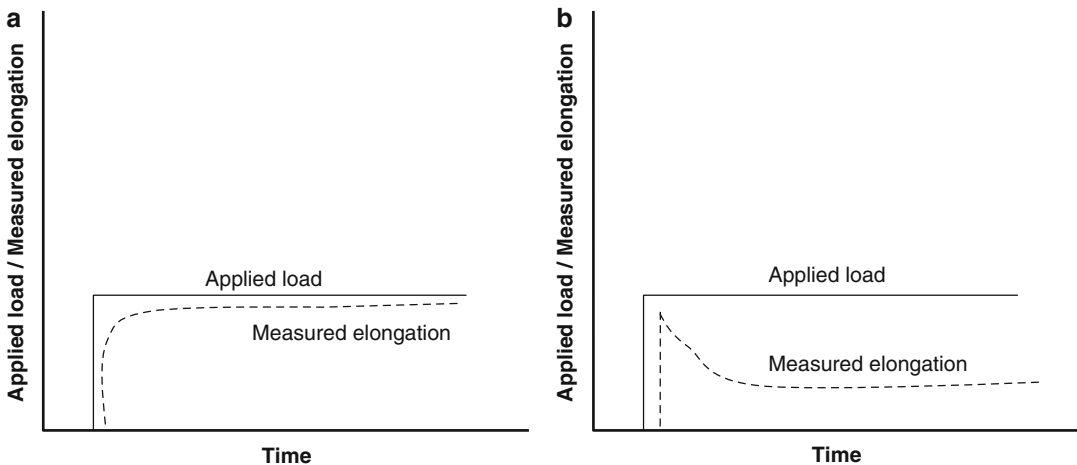 a
Applied load / Measured elongation
Applied load
Measured elongation
Time
b
Applied load / Measured elongation
Applied load
Measured elongation
Time